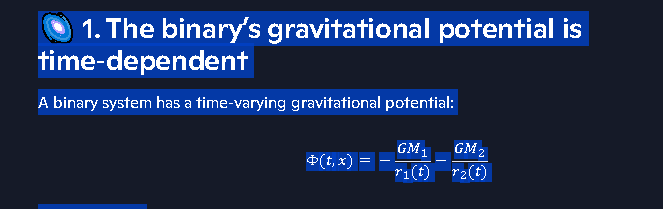 1. The binary’s gravitational potential is
time-dependent
A binary system has a time-varying gravitational potential:
Φ(t, x) = − GM₁/r₁(t) − GM₂/r₂(t)